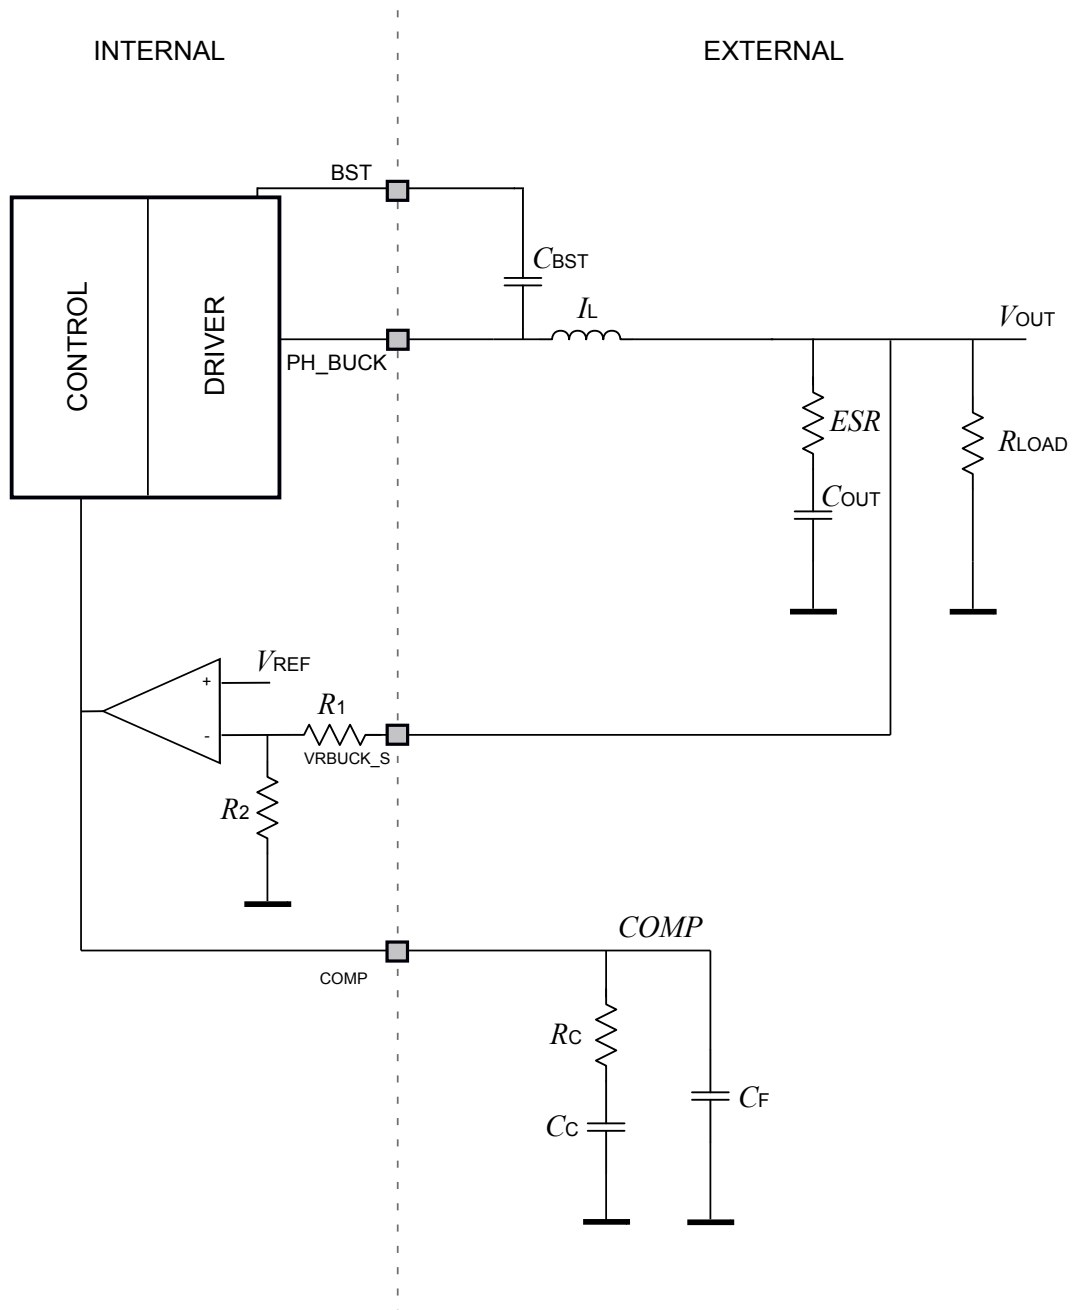 INTERNAL
EXTERNAL
BST
CBST
CONTROL
DRIVER
IL
VOUT
PH_BUCK
ESR
RLOAD
COUT
+
VREF
-
R1
VRBUCK_S
R2
COMP
COMP
RC
CF
CC